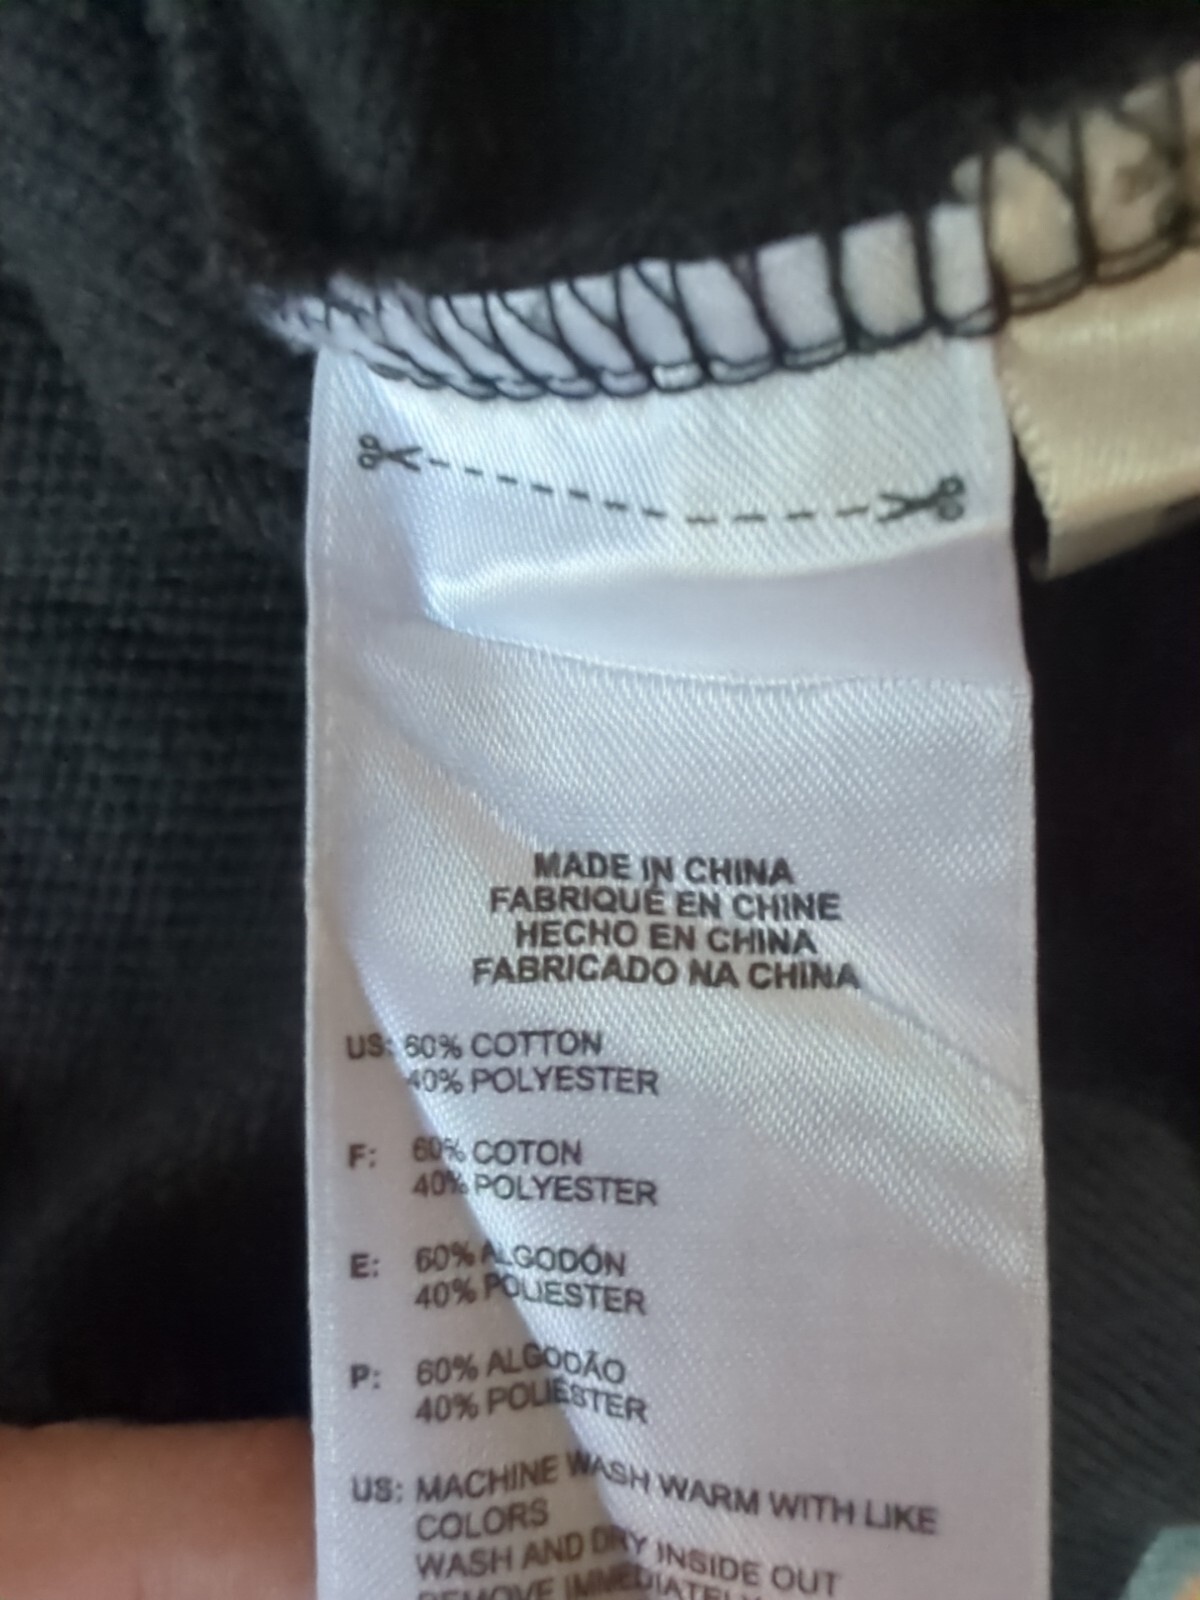 MADE IN CHINA
FABRIQUÉ EN CHINE
HECHO EN CHINA
FABRICADO NA CHINA
US: 60% COTTON
40% POLYESTER
F: 60% COTON
40% POLYESTER
E: 60% ALGODÓN
40% POLIESTER
P: 60% ALGODÃO
40% POLIÉSTER
US: MACHINE WASH WARM WITH LIKE
COLORS
WASH AND DRY INSIDE OUT
REMOVE IMMEDIATELY